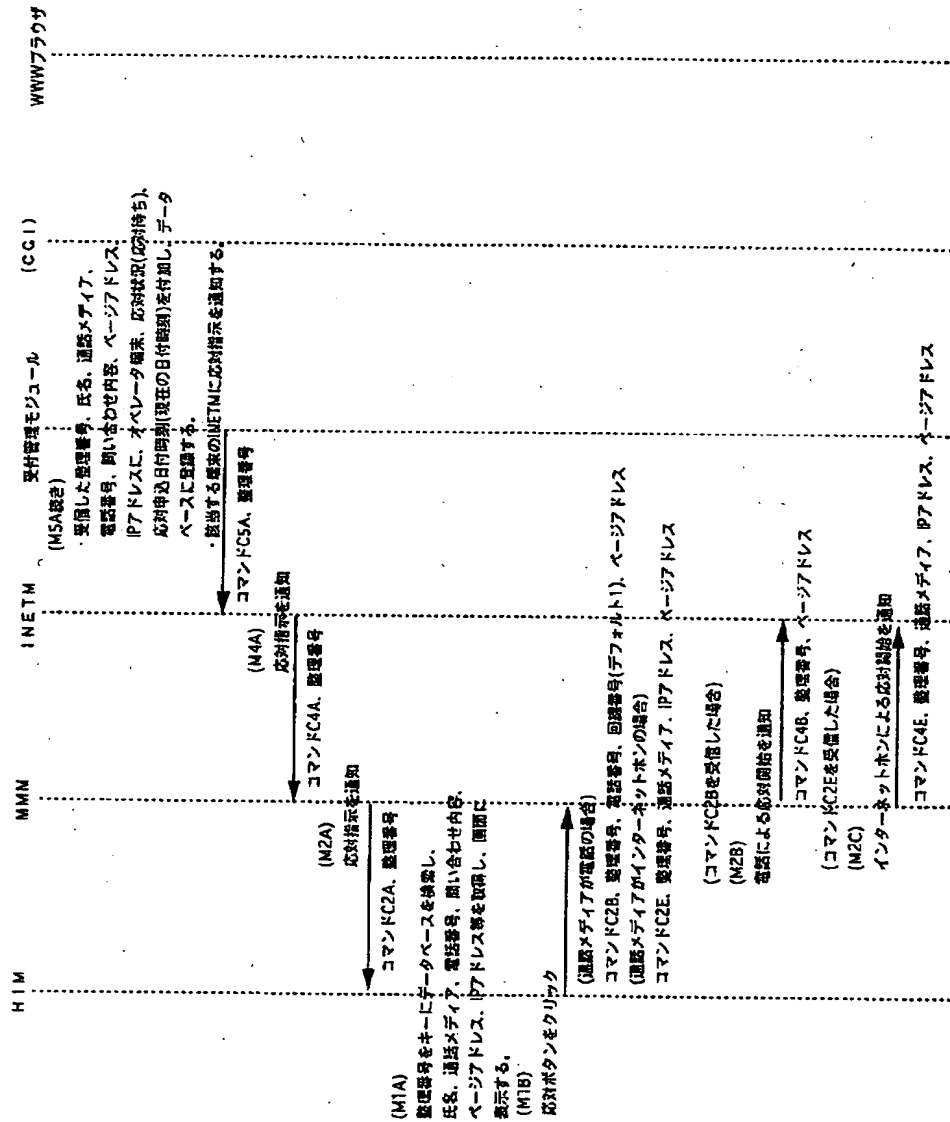 HIM
MMN
INETM
受付管理モジュール
(CGI)
WWWブラウザ
(M5A続き)
・受信した整理番号、氏名、通話メディア、
電話番号、問い合わせ内容、ページアドレス、
IPアドレスに、オペレータ端末、応対状況(応対待ち)、
応対申込日付時刻(現在の日付時刻)を付加し、データ
ベースに登録する。
・該当する端末のINETMに応対指示を通知する。
コマンドC5A、整理番号
(M4A)
応対指示を通知
コマンドC4A、整理番号
(M2A)
応対指示を通知
コマンドC2A、整理番号
(M1A)
整理番号をキーにデータベースを検索し、
氏名、通話メディア、電話番号、問い合わせ内容、
ページアドレス、IPアドレス等を取得し、画面に
表示する。
(M1B)
応対ボタンをクリック
(通話メディアが電話の場合)
コマンドC2B、整理番号、電話番号、回線番号(デフォルト1)、ページアドレス
(通話メディアがインターネットホンの場合)
コマンドC2E、整理番号、通話メディア、IPアドレス、ページアドレス
(コマンドC2Bを受信した場合)
(M2B)
電話による応対開始を通知
コマンドC4B、整理番号、ページアドレス
(コマンドC2Eを受信した場合)
(M2C)
インターネットホンによる応対開始を通知
コマンドC4E、整理番号、通話メディア、IPアドレス、ページアドレス